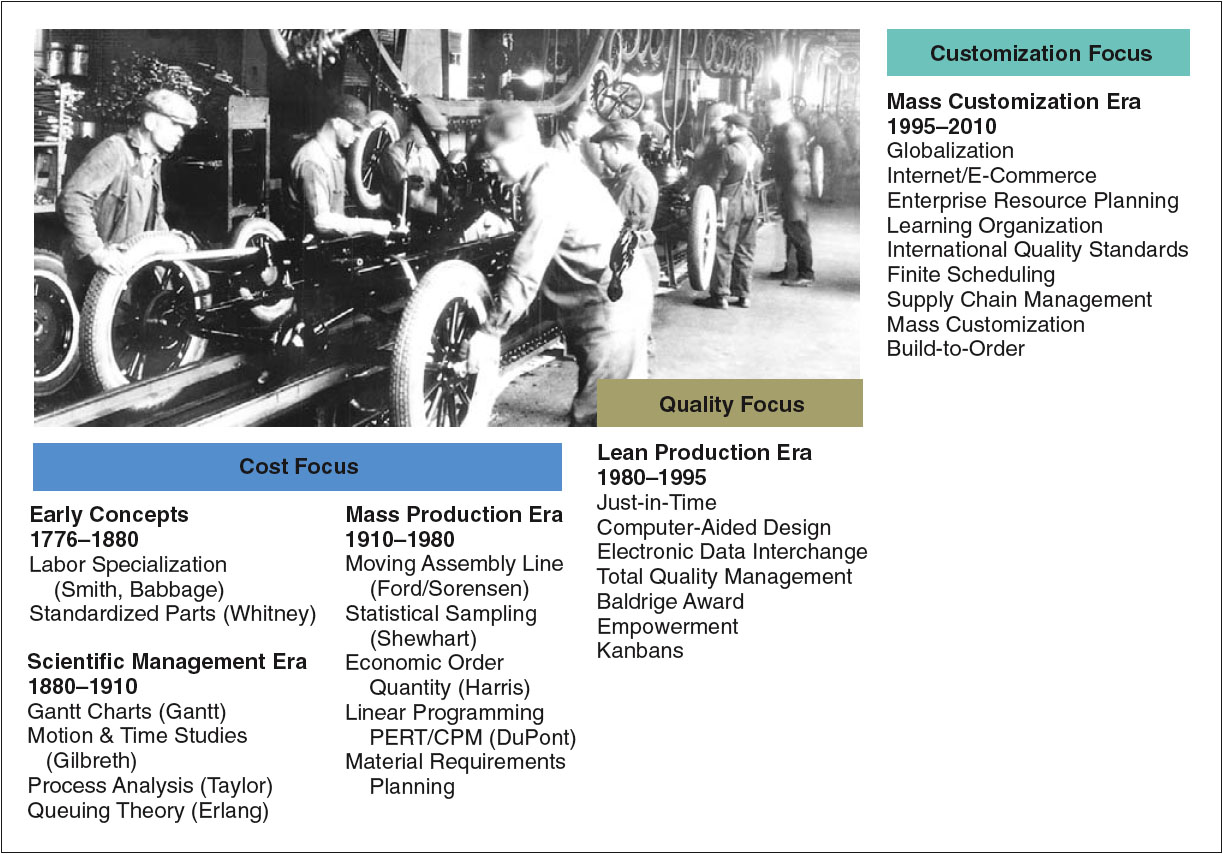 Customization Focus
Mass Customization Era
1995–2010
Globalization
Internet/E-Commerce
Enterprise Resource Planning
Learning Organization
International Quality Standards
Finite Scheduling
Supply Chain Management
Mass Customization
Build-to-Order
Quality Focus
Lean Production Era
1980–1995
Just-in-Time
Computer-Aided Design
Electronic Data Interchange
Total Quality Management
Baldrige Award
Empowerment
Kanbans
Cost Focus
Early Concepts
1776–1880
Labor Specialization
(Smith, Babbage)
Standardized Parts (Whitney)
Scientific Management Era
1880–1910
Gantt Charts (Gantt)
Motion & Time Studies
(Gilbreth)
Process Analysis (Taylor)
Queuing Theory (Erlang)
Mass Production Era
1910–1980
Moving Assembly Line
(Ford/Sorensen)
Statistical Sampling
(Shewhart)
Economic Order
Quantity (Harris)
Linear Programming
PERT/CPM (DuPont)
Material Requirements
Planning